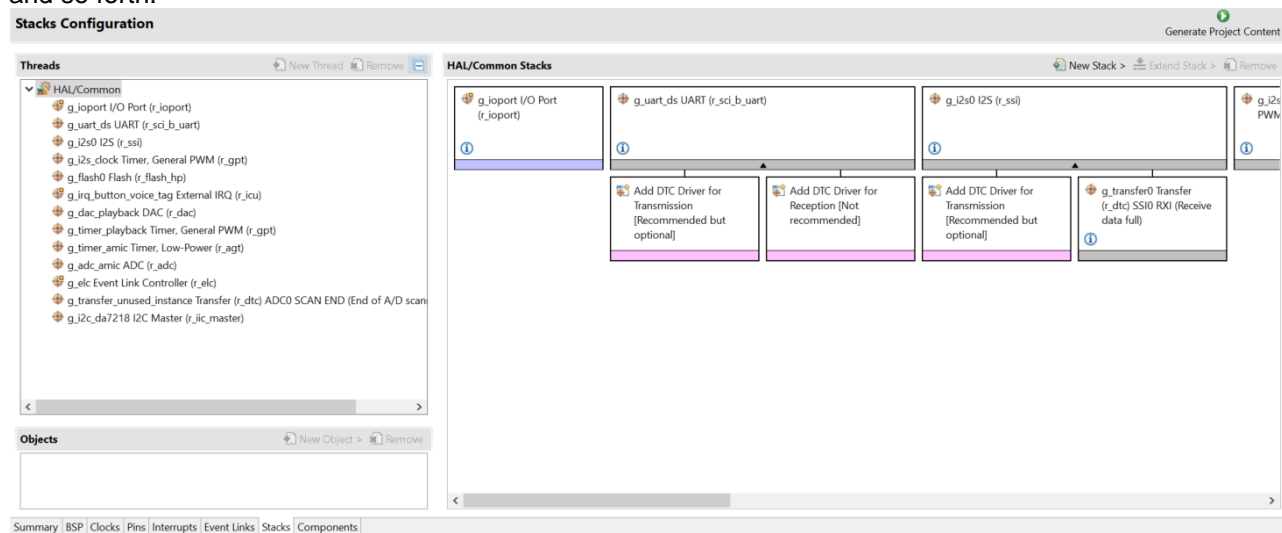 and so forth.
Stacks Configuration
Generate Project Content
Threads
New Thread
Remove
HAL/Common
g_ioport I/O Port (r_ioport)
g_uart_ds UART (r_sci_b_uart)
g_i2s0 I2S (r_ssi)
g_i2s_clock Timer, General PWM (r_gpt)
g_flash0 Flash (r_flash_hp)
g_irq_button_voice_tag External IRQ (r_icu)
g_dac_playback DAC (r_dac)
g_timer_playback Timer, General PWM (r_gpt)
g_timer_amic Timer, Low-Power (r_agt)
g_adc_amic ADC (r_adc)
g_elc Event Link Controller (r_elc)
g_transfer_unused_instance Transfer (r_dtc) ADC0 SCAN END (End of A/D scan
g_i2c_da7218 I2C Master (r_iic_master)
Objects
New Object >
Remove
HAL/Common Stacks
New Stack >
Extend Stack >
Remove
g_ioport I/O Port
(r_ioport)
g_uart_ds UART (r_sci_b_uart)
g_i2s0 I2S (r_ssi)
g_i2s
PWM
Add DTC Driver for
Transmission
[Recommended but
optional]
Add DTC Driver for
Reception [Not
recommended]
Add DTC Driver for
Transmission
[Recommended but
optional]
g_transfer0 Transfer
(r_dtc) SSI0 RXI (Receive
data full)
Summary BSP Clocks Pins Interrupts Event Links Stacks Components